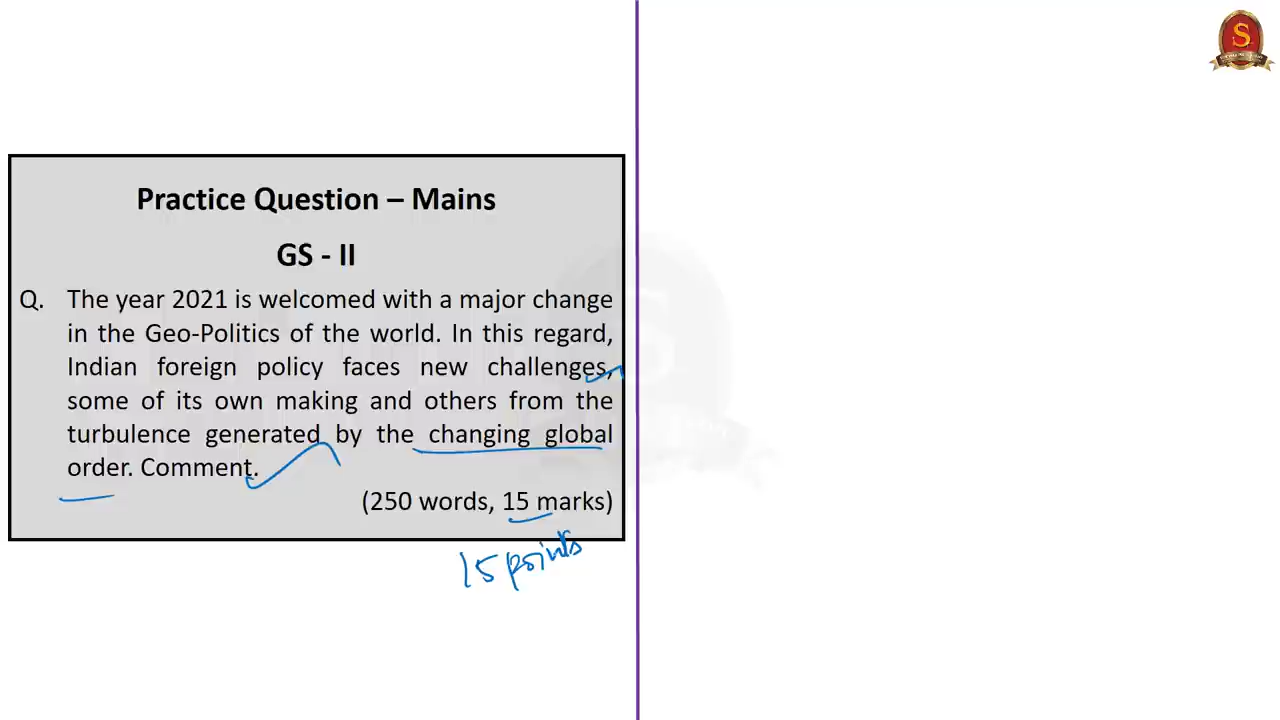 Practice Question – Mains
GS - II
Q. The year 2021 is welcomed with a major change
in the Geo-Politics of the world. In this regard,
Indian foreign policy faces new challenges,
some of its own making and others from the
turbulence generated by the changing global
order. Comment.
(250 words, 15 marks)
15 points
S